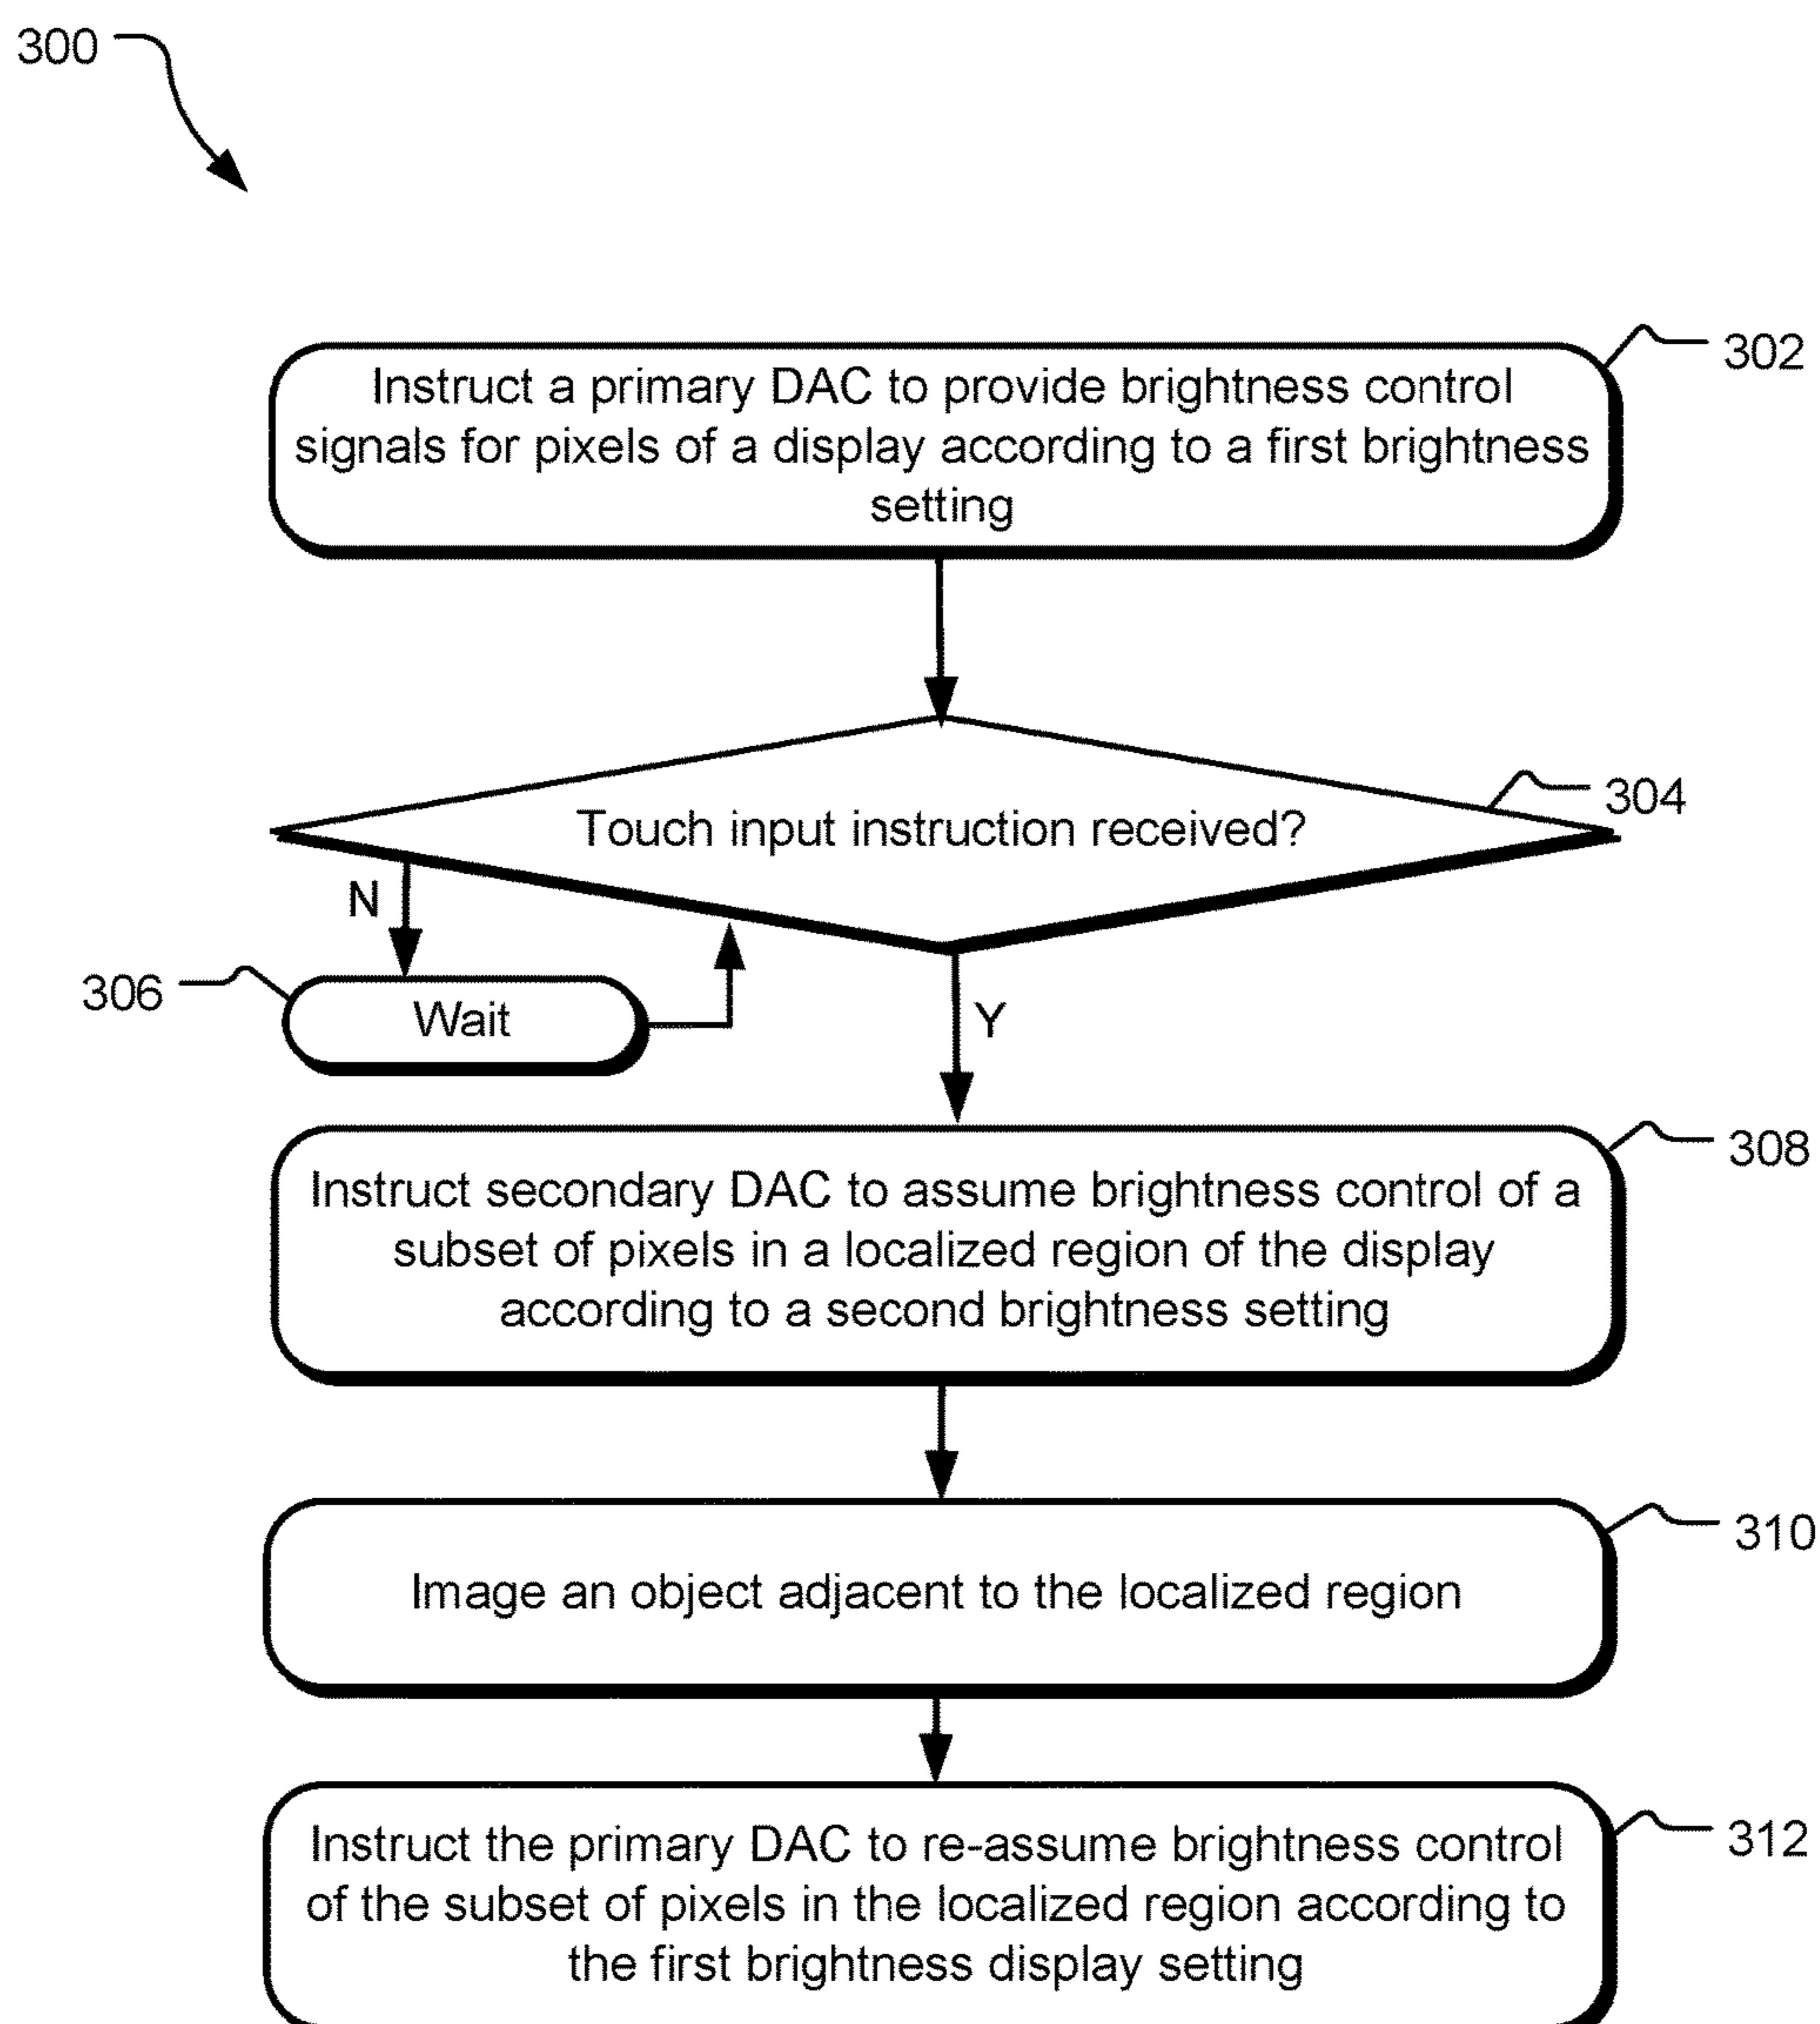 300
302
Instruct a primary DAC to provide brightness control
signals for pixels of a display according to a first brightness
setting
304
Touch input instruction received?
N
306
Wait
Y
308
Instruct secondary DAC to assume brightness control of a
subset of pixels in a localized region of the display
according to a second brightness setting
310
Image an object adjacent to the localized region
312
Instruct the primary DAC to re-assume brightness control
of the subset of pixels in the localized region according to
the first brightness display setting